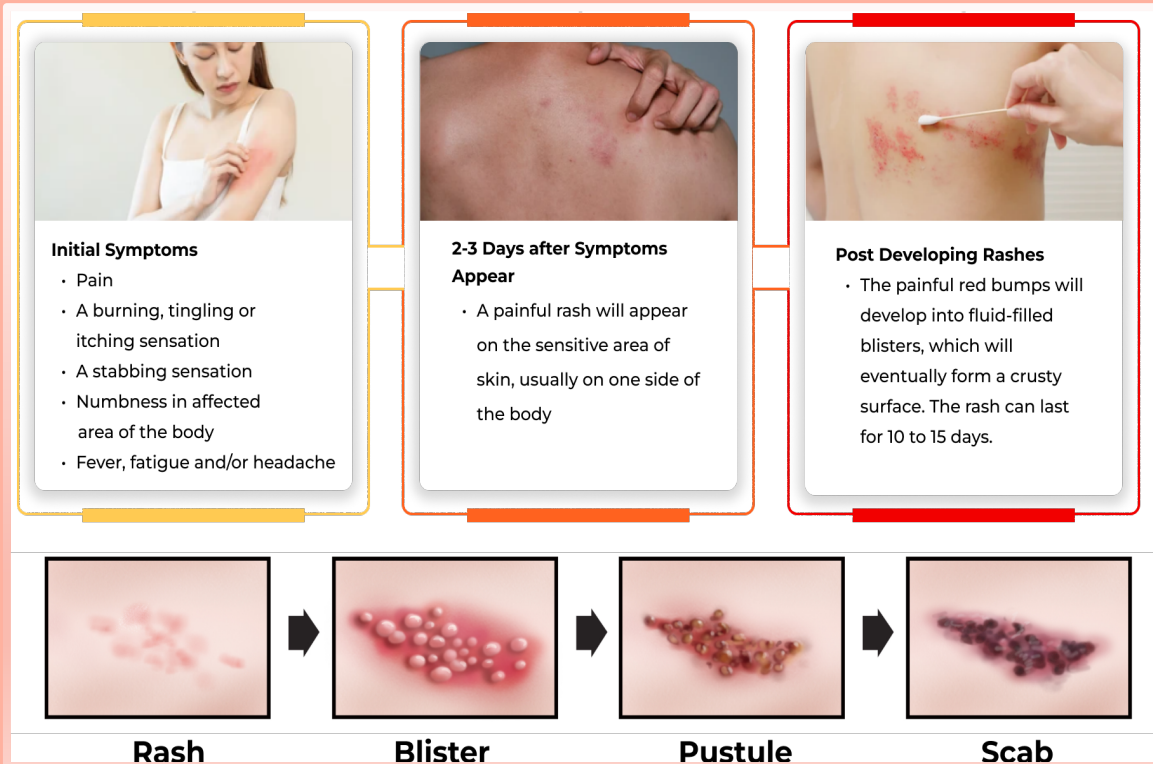 Initial Symptoms
• Pain
• A burning, tingling or
itching sensation
• A stabbing sensation
• Numbness in affected
area of the body
• Fever, fatigue and/or headache
2-3 Days after Symptoms
Appear
• A painful rash will appear
on the sensitive area of
skin, usually on one side of
the body
Post Developing Rashes
• The painful red bumps will
develop into fluid-filled
blisters, which will
eventually form a crusty
surface. The rash can last
for 10 to 15 days.
Rash
Blister
Pustule
Scab